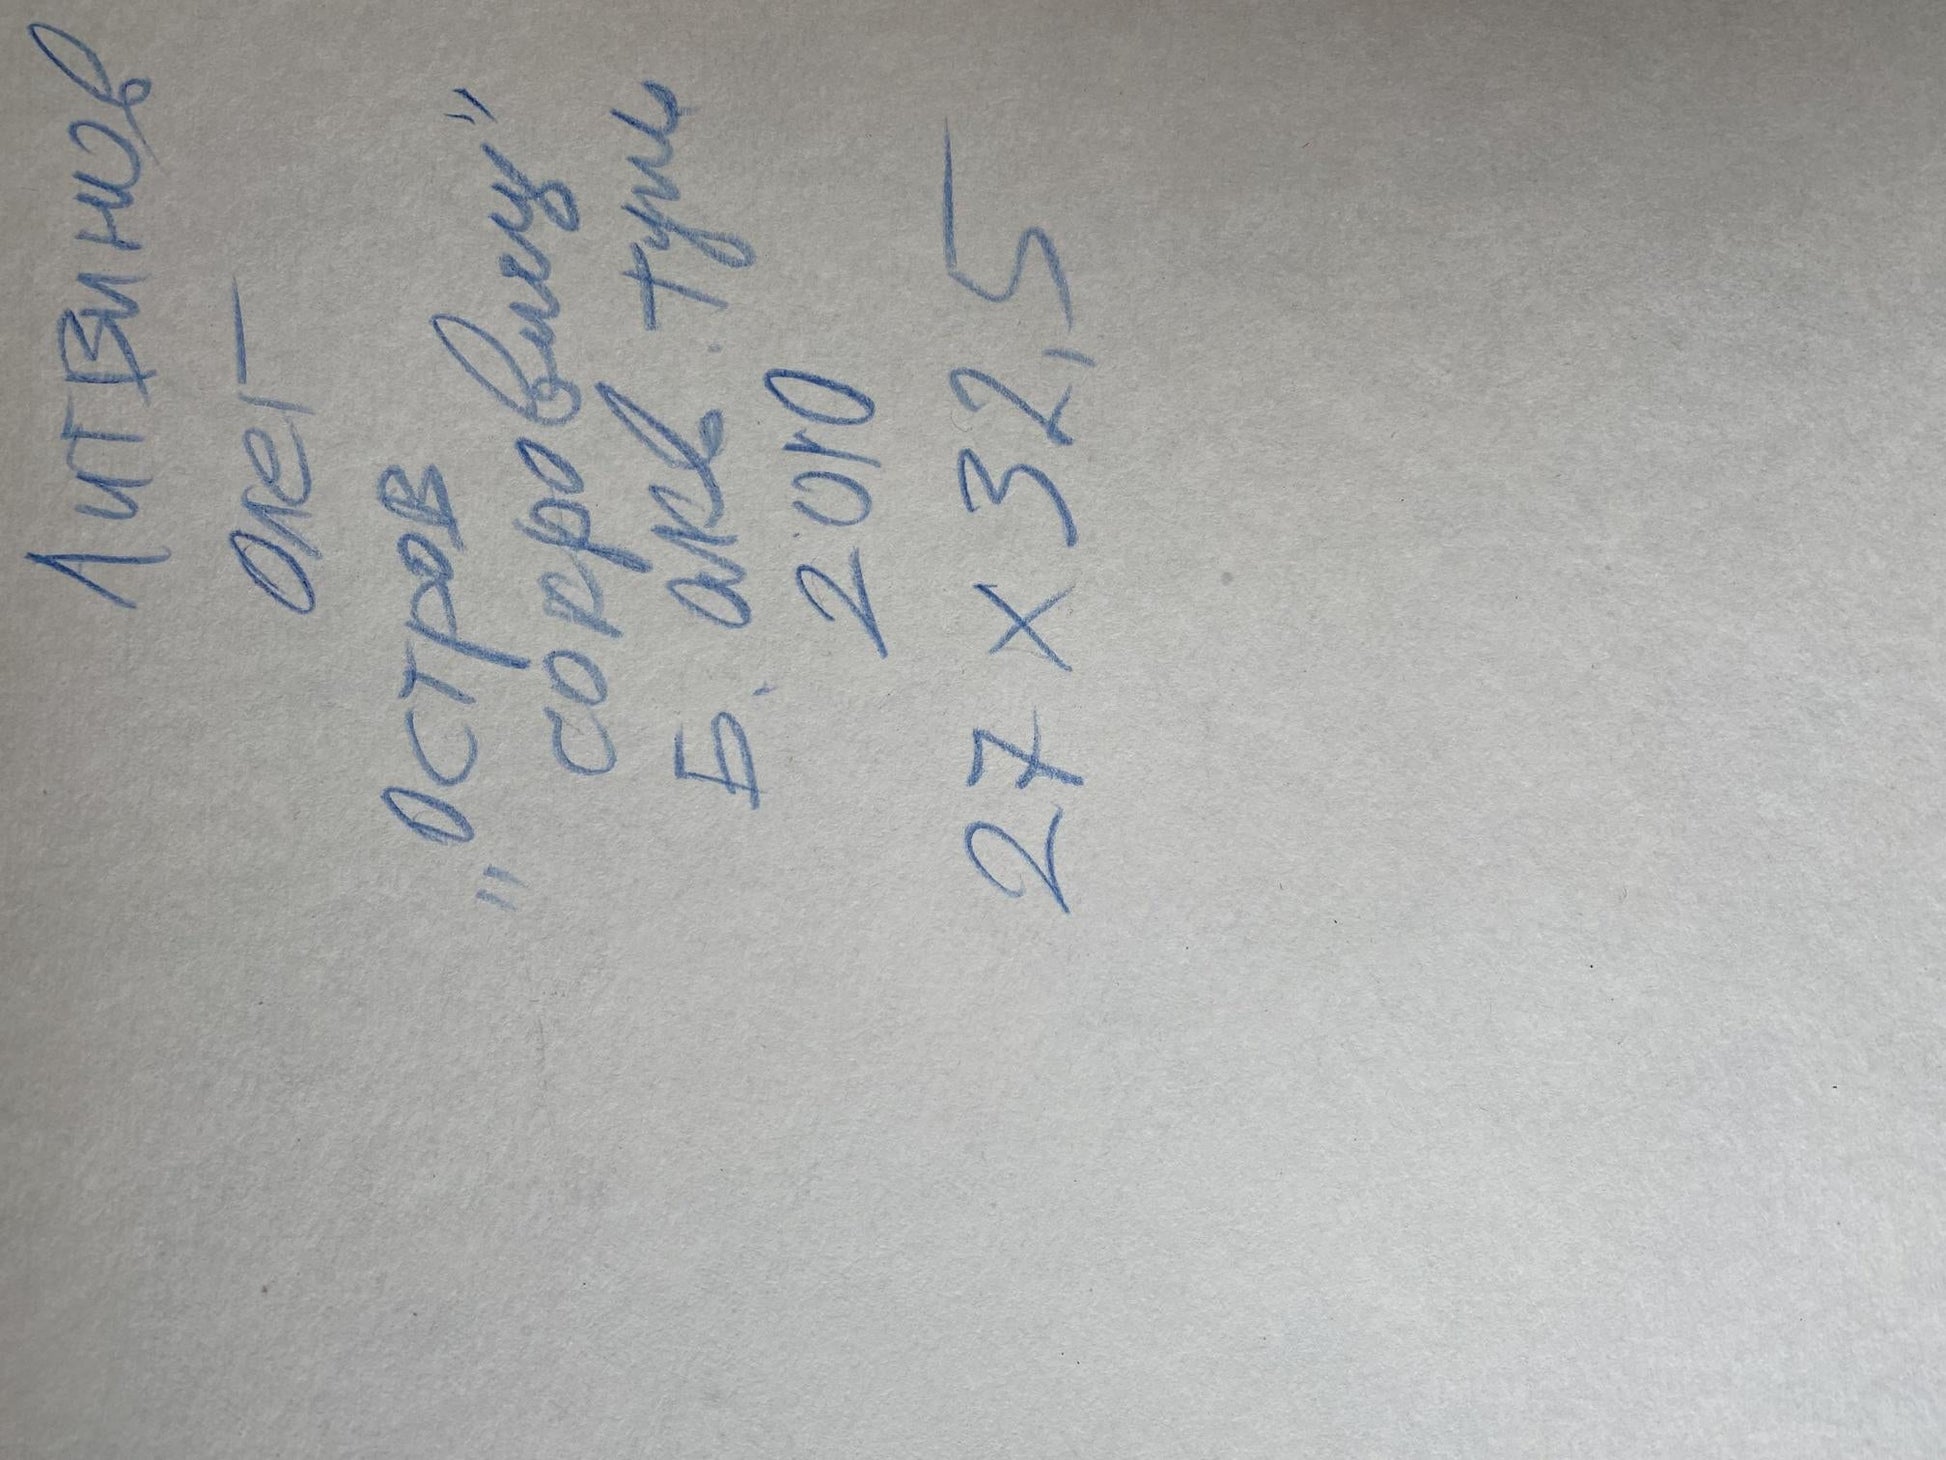 Литвинов
Олег
"Остров
сокровищ"
Б. акв. тушь
2010
27 х 32,5